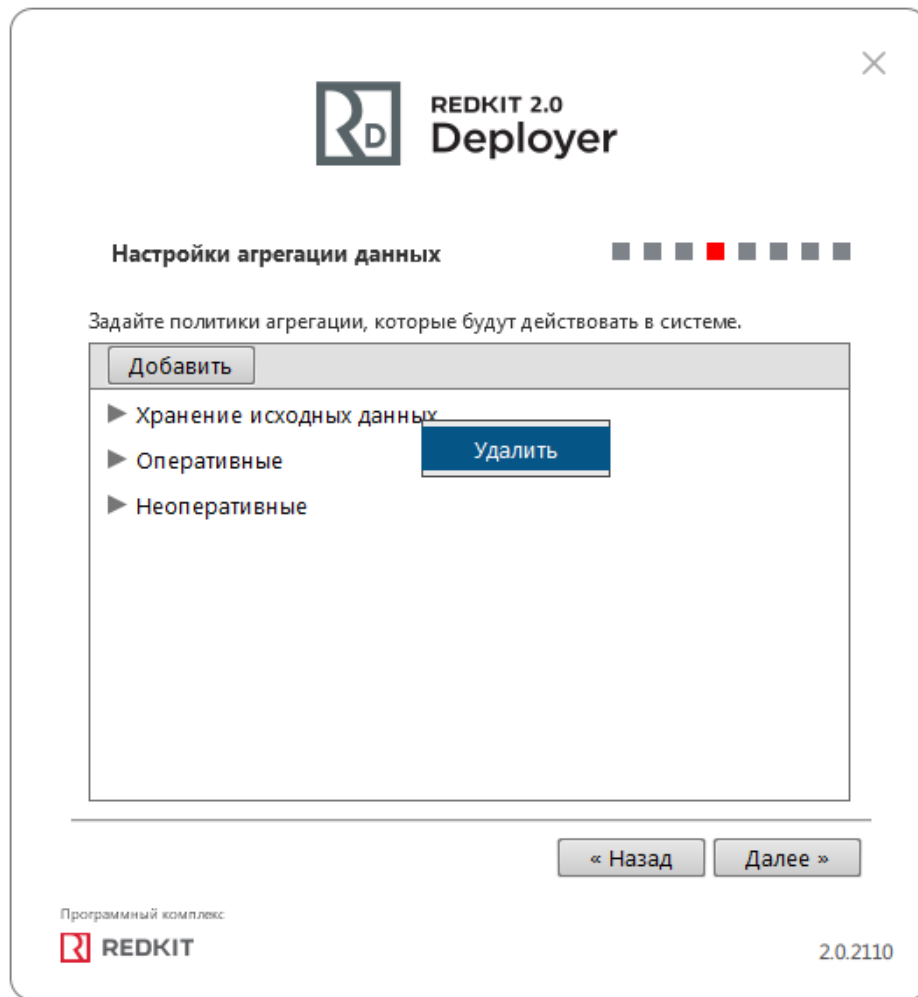 REDKIT 2.0
Deployer
Настройки агрегации данных
Задайте политики агрегации, которые будут действовать в системе.
Добавить
Хранение исходных данных
Удалить
Оперативные
Неоперативные
« Назад
Далее »
Программный комплекс
REDKIT
2.0.2110